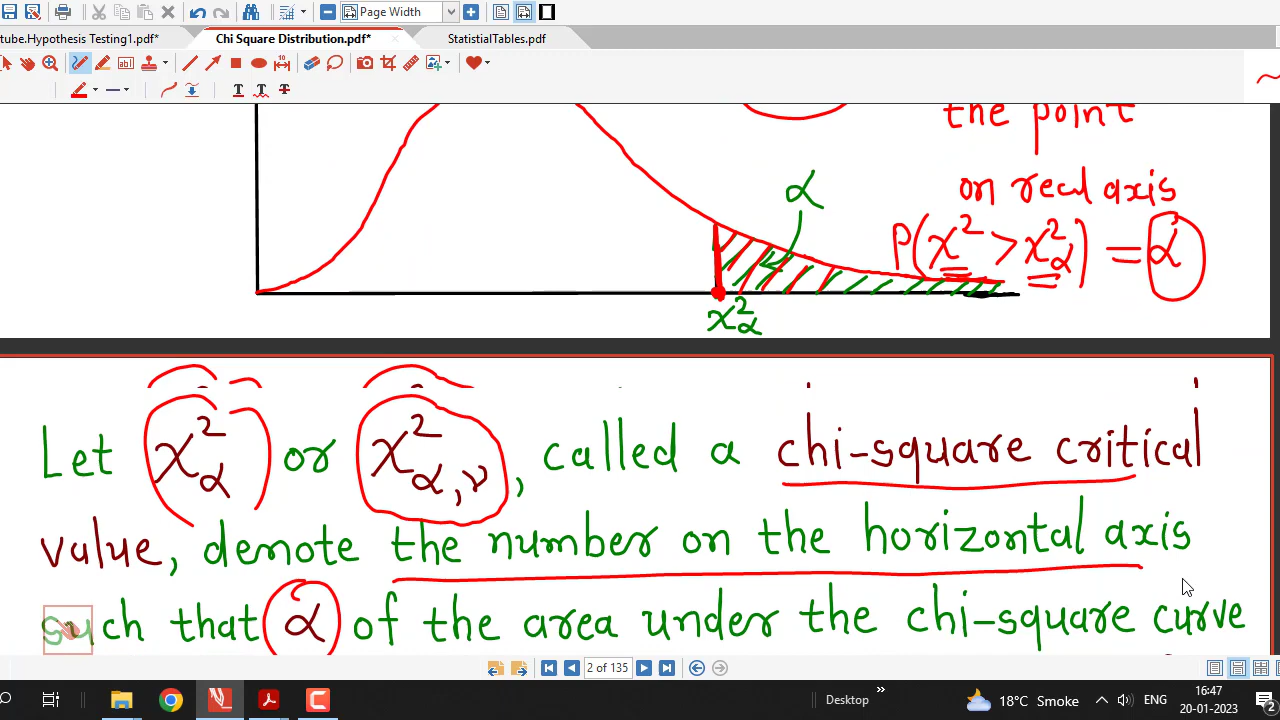 Page Width
tube.Hypothesis Testing1.pdf*
Chi Square Distribution.pdf*
StatistialTables.pdf
the point
α
on real axis
P(χ² > χ²α) = α
χ²α
Let χ²α or χ²α,ν, called a chi-square critical
value, denote the number on the horizontal axis
such that α of the area under the chi-square curve
2 of 135
Desktop
»
18°C Smoke
ENG
16:47
20-01-2023
2